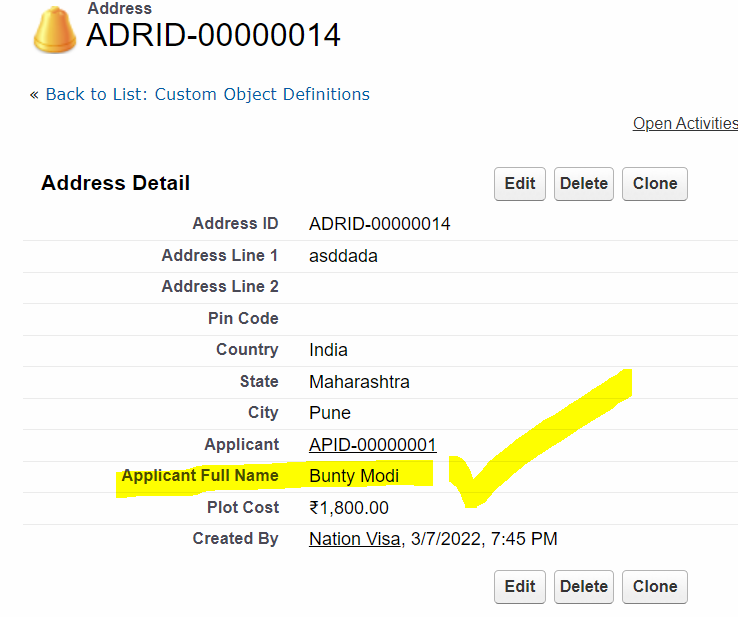 Address
ADRID-00000014
« Back to List: Custom Object Definitions
Open Activities
Address Detail Edit Delete Clone
Address ID ADRID-00000014
Address Line 1 asddada
Address Line 2
Pin Code
Country India
State Maharashtra
City Pune
Applicant APID-00000001
Applicant Full Name Bunty Modi
Plot Cost ₹1,800.00
Created By Nation Visa, 3/7/2022, 7:45 PM
Edit Delete Clone